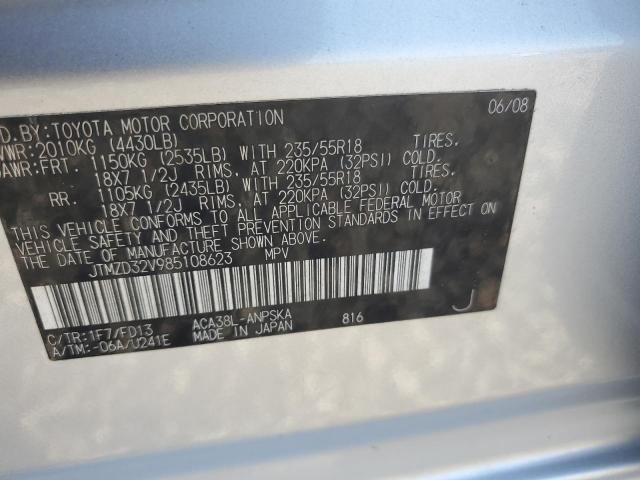 D. BY: TOYOTA MOTOR CORPORATION 06/08
VWR: 2010KG (4430LB)
AWR: FRT. 1150KG (2535LB) WITH 235/55R18 TIRES.
18X7 1/2J RIMS. AT 220KPA (32PSI) COLD.
RR. 1105KG (2435LB) WITH 235/55R18 TIRES.
18X7 1/2J RIMS. AT 220KPA (32PSI) COLD.
THIS VEHICLE CONFORMS TO ALL APPLICABLE FEDERAL MOTOR
VEHICLE SAFETY AND THEFT PREVENTION STANDARDS IN EFFECT ON
THE DATE OF MANUFACTURE SHOWN ABOVE.
JTMZD32V985108623 MPV
C/TR: 1F7/FD13 ACA38L-ANPSKA 816 J
A/TM: -06A/U241E MADE IN JAPAN